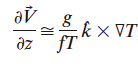 ∂V⃗/∂z ≅ g/(fT) k̂ × ∇T